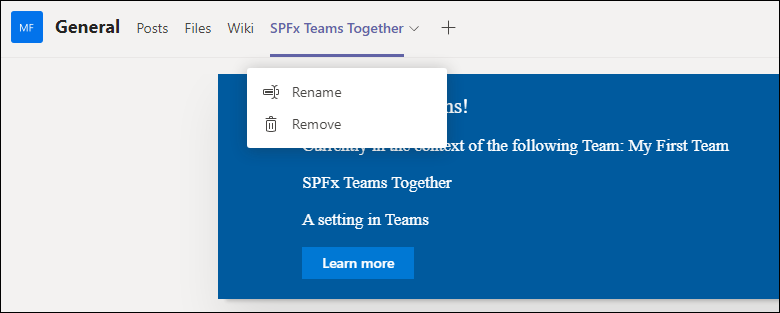 MF General Posts Files Wiki SPFx Teams Together
Rename
Remove
ns!
Currently in the context of the following Team: My First Team
SPFx Teams Together
A setting in Teams
Learn more